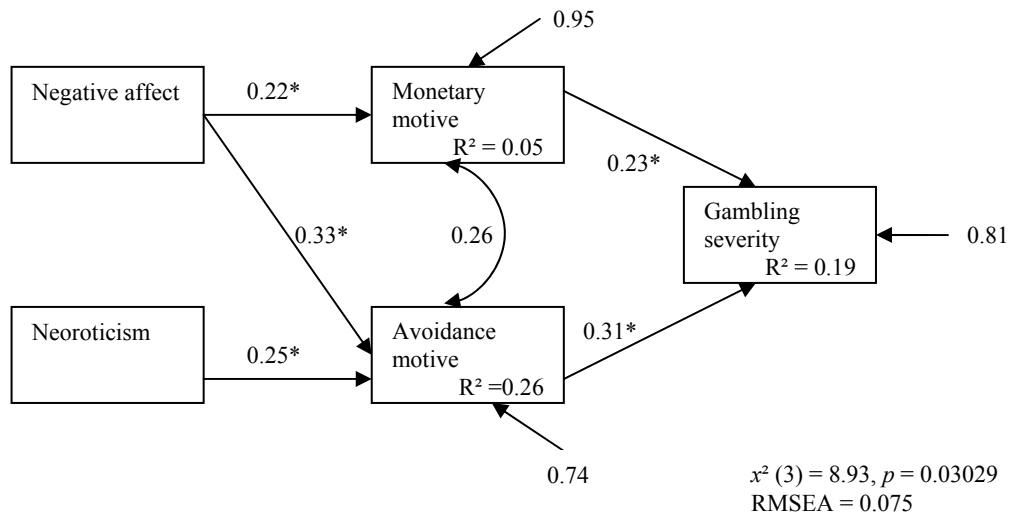 0.95
Negative affect
0.22*
Monetary
motive
R² = 0.05
0.23*
0.33*
0.26
Gambling
severity
R² = 0.19
0.81
Neoroticism
0.25*
Avoidance
motive
R² =0.26
0.31*
0.74
x² (3) = 8.93, p = 0.03029
RMSEA = 0.075